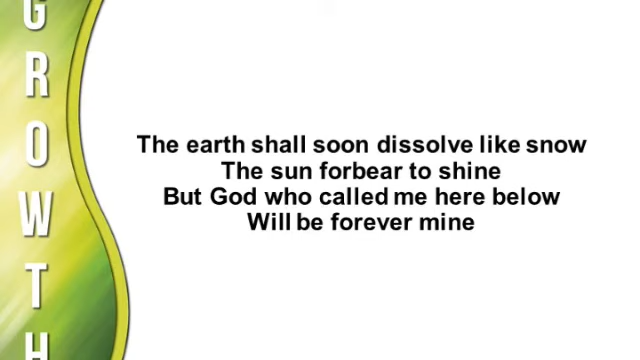 GROWTH
The earth shall soon dissolve like snow
The sun forbear to shine
But God who called me here below
Will be forever mine